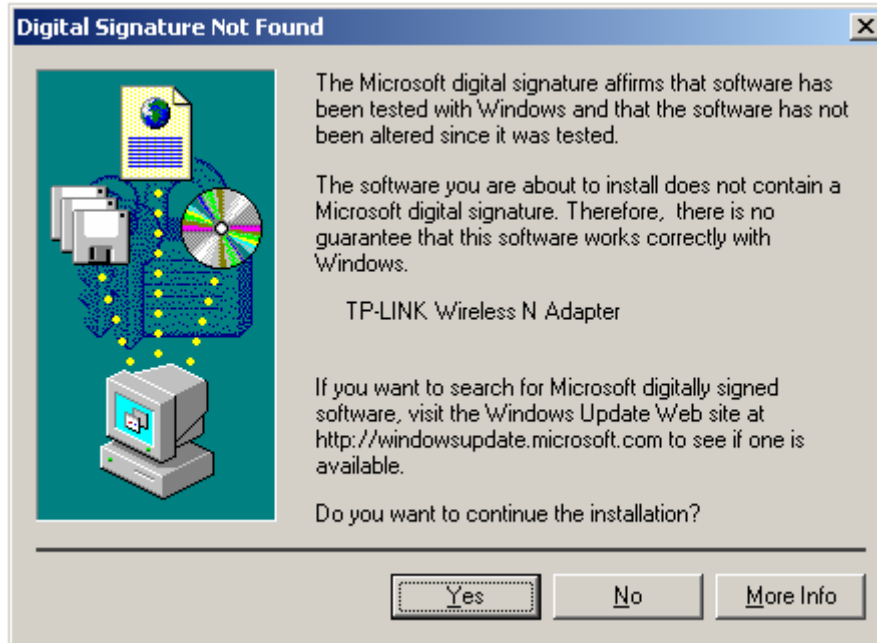 Digital Signature Not Found
The Microsoft digital signature affirms that software has
been tested with Windows and that the software has not
been altered since it was tested.
The software you are about to install does not contain a
Microsoft digital signature. Therefore,  there is no
guarantee that this software works correctly with
Windows.
TP-LINK Wireless N Adapter
If you want to search for Microsoft digitally signed
software, visit the Windows Update Web site at
http://windowsupdate.microsoft.com to see if one is
available.
Do you want to continue the installation?
Yes No More Info